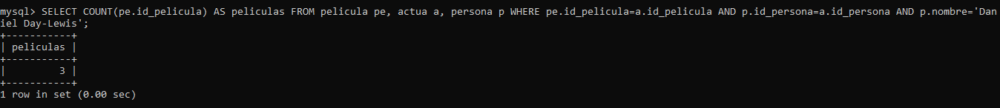 mysql> SELECT COUNT(pe.id_pelicula) AS peliculas FROM pelicula pe, actua a, persona p WHERE pe.id_pelicula=a.id_pelicula AND p.id_persona=a.id_persona AND p.nombre='Dan
iel Day-Lewis';
+-----------+
| peliculas |
+-----------+
|         3 |
+-----------+
1 row in set (0.00 sec)